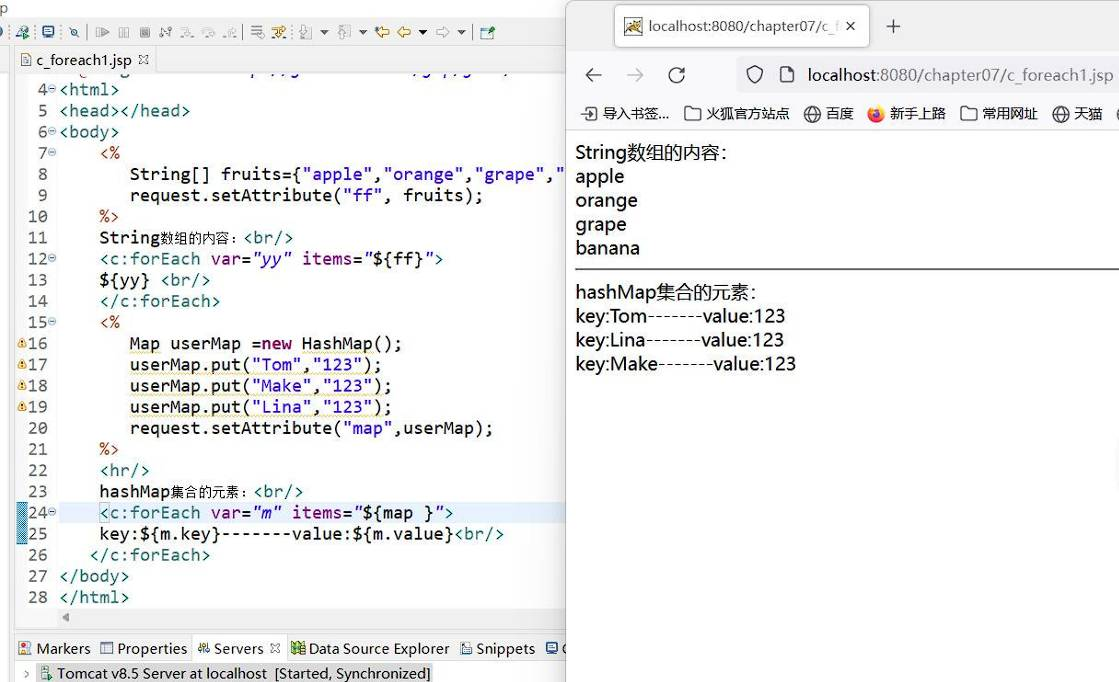 c_foreach1.jsp
4 <html>
5 <head></head>
6 <body>
7 <%
8 String[] fruits={"apple","orange","grape","
9 request.setAttribute("ff", fruits);
10 %>
11 String数组的内容：<br/>
12 <c:forEach var="yy" items="${ff}">
13 ${yy} <br/>
14 </c:forEach>
15 <%
16 Map userMap =new HashMap();
17 userMap.put("Tom","123");
18 userMap.put("Make","123");
19 userMap.put("Lina","123");
20 request.setAttribute("map",userMap);
21 %>
22 <hr/>
23 hashMap集合的元素：<br/>
24 <c:forEach var="m" items="${map }">
25 key:${m.key}-------value:${m.value}<br/>
26 </c:forEach>
27 </body>
28 </html>
Markers Properties Servers Data Source Explorer Snippets
Tomcat v8.5 Server at localhost [Started, Synchronized]
localhost:8080/chapter07/c_f
localhost:8080/chapter07/c_foreach1.jsp
导入书签... 火狐官方站点 百度 新手上路 常用网址 天猫
String数组的内容：
apple
orange
grape
banana
hashMap集合的元素：
key:Tom-------value:123
key:Lina-------value:123
key:Make-------value:123